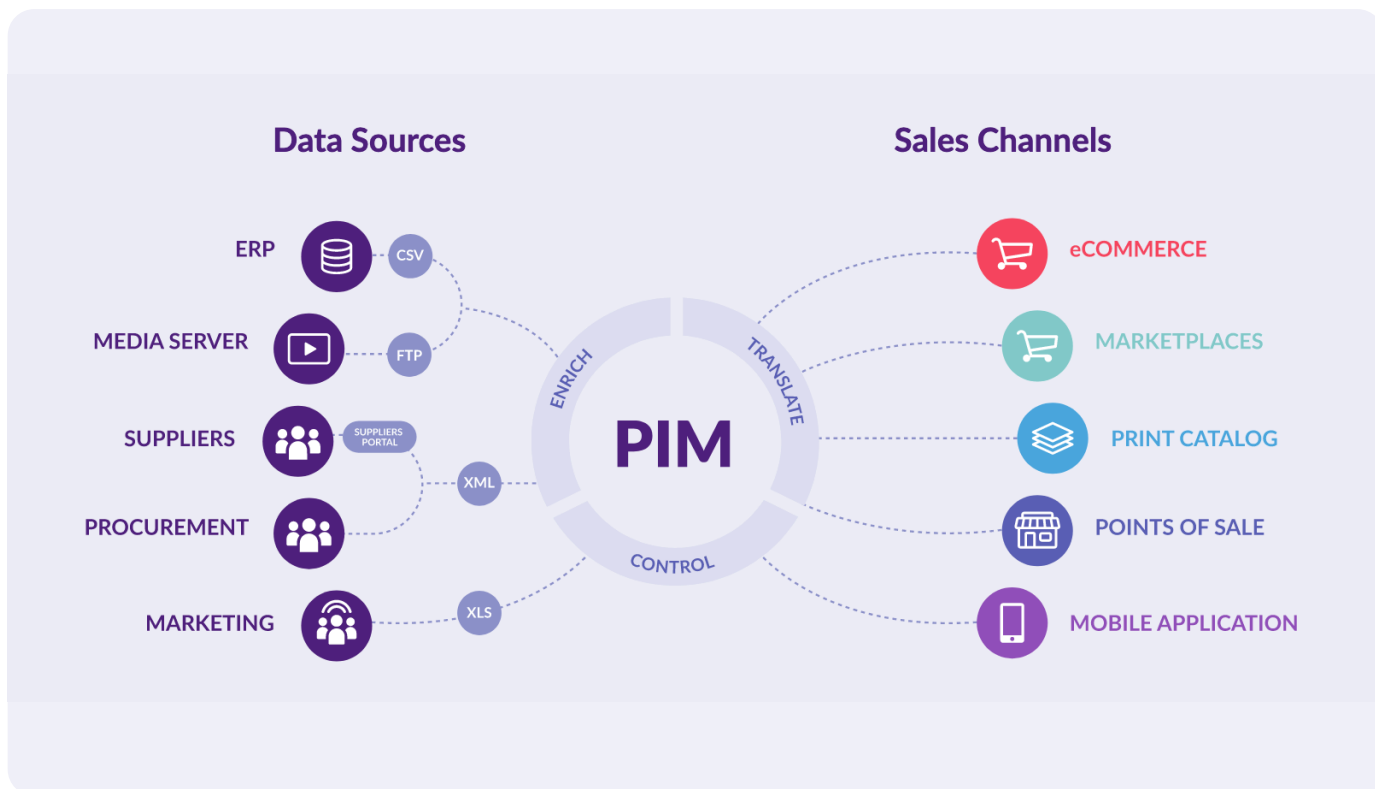 Data Sources
Sales Channels
ERP
CSV
MEDIA SERVER
FTP
SUPPLIERS
SUPPLIERS
PORTAL
XML
PROCUREMENT
MARKETING
XLS
ENRICH
TRANSLATE
PIM
CONTROL
eCOMMERCE
MARKETPLACES
PRINT CATALOG
POINTS OF SALE
MOBILE APPLICATION